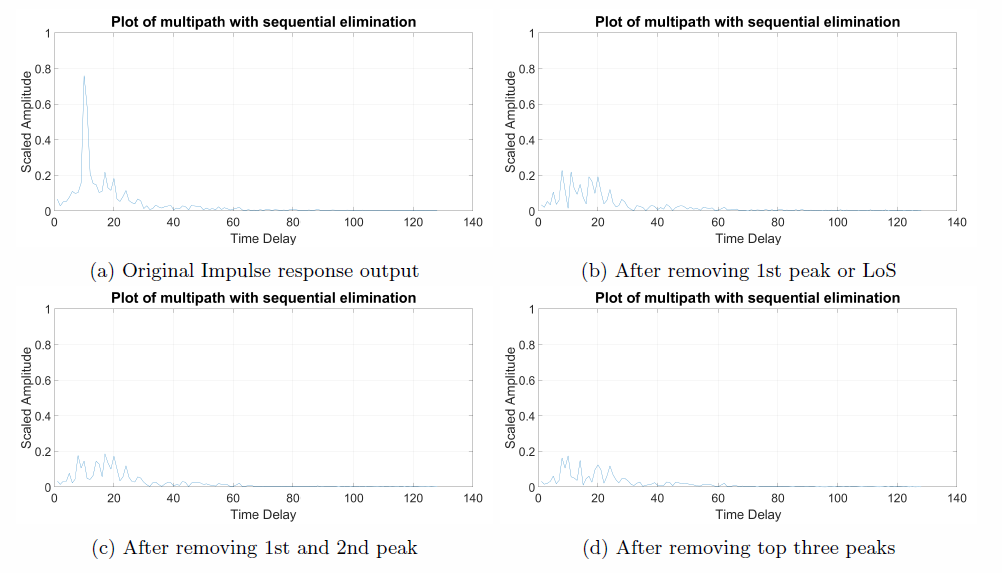 Plot of multipath with sequential elimination
1
0.8
0.6
0.4
0.2
0
Scaled Amplitude
0 20 40 60 80 100 120 140
Time Delay
(a) Original Impulse response output
Plot of multipath with sequential elimination
1
0.8
0.6
0.4
0.2
0
Scaled Amplitude
0 20 40 60 80 100 120 140
Time Delay
(b) After removing 1st peak or LoS
Plot of multipath with sequential elimination
1
0.8
0.6
0.4
0.2
0
Scaled Amplitude
0 20 40 60 80 100 120 140
Time Delay
(c) After removing 1st and 2nd peak
Plot of multipath with sequential elimination
1
0.8
0.6
0.4
0.2
0
Scaled Amplitude
0 20 40 60 80 100 120 140
Time Delay
(d) After removing top three peaks